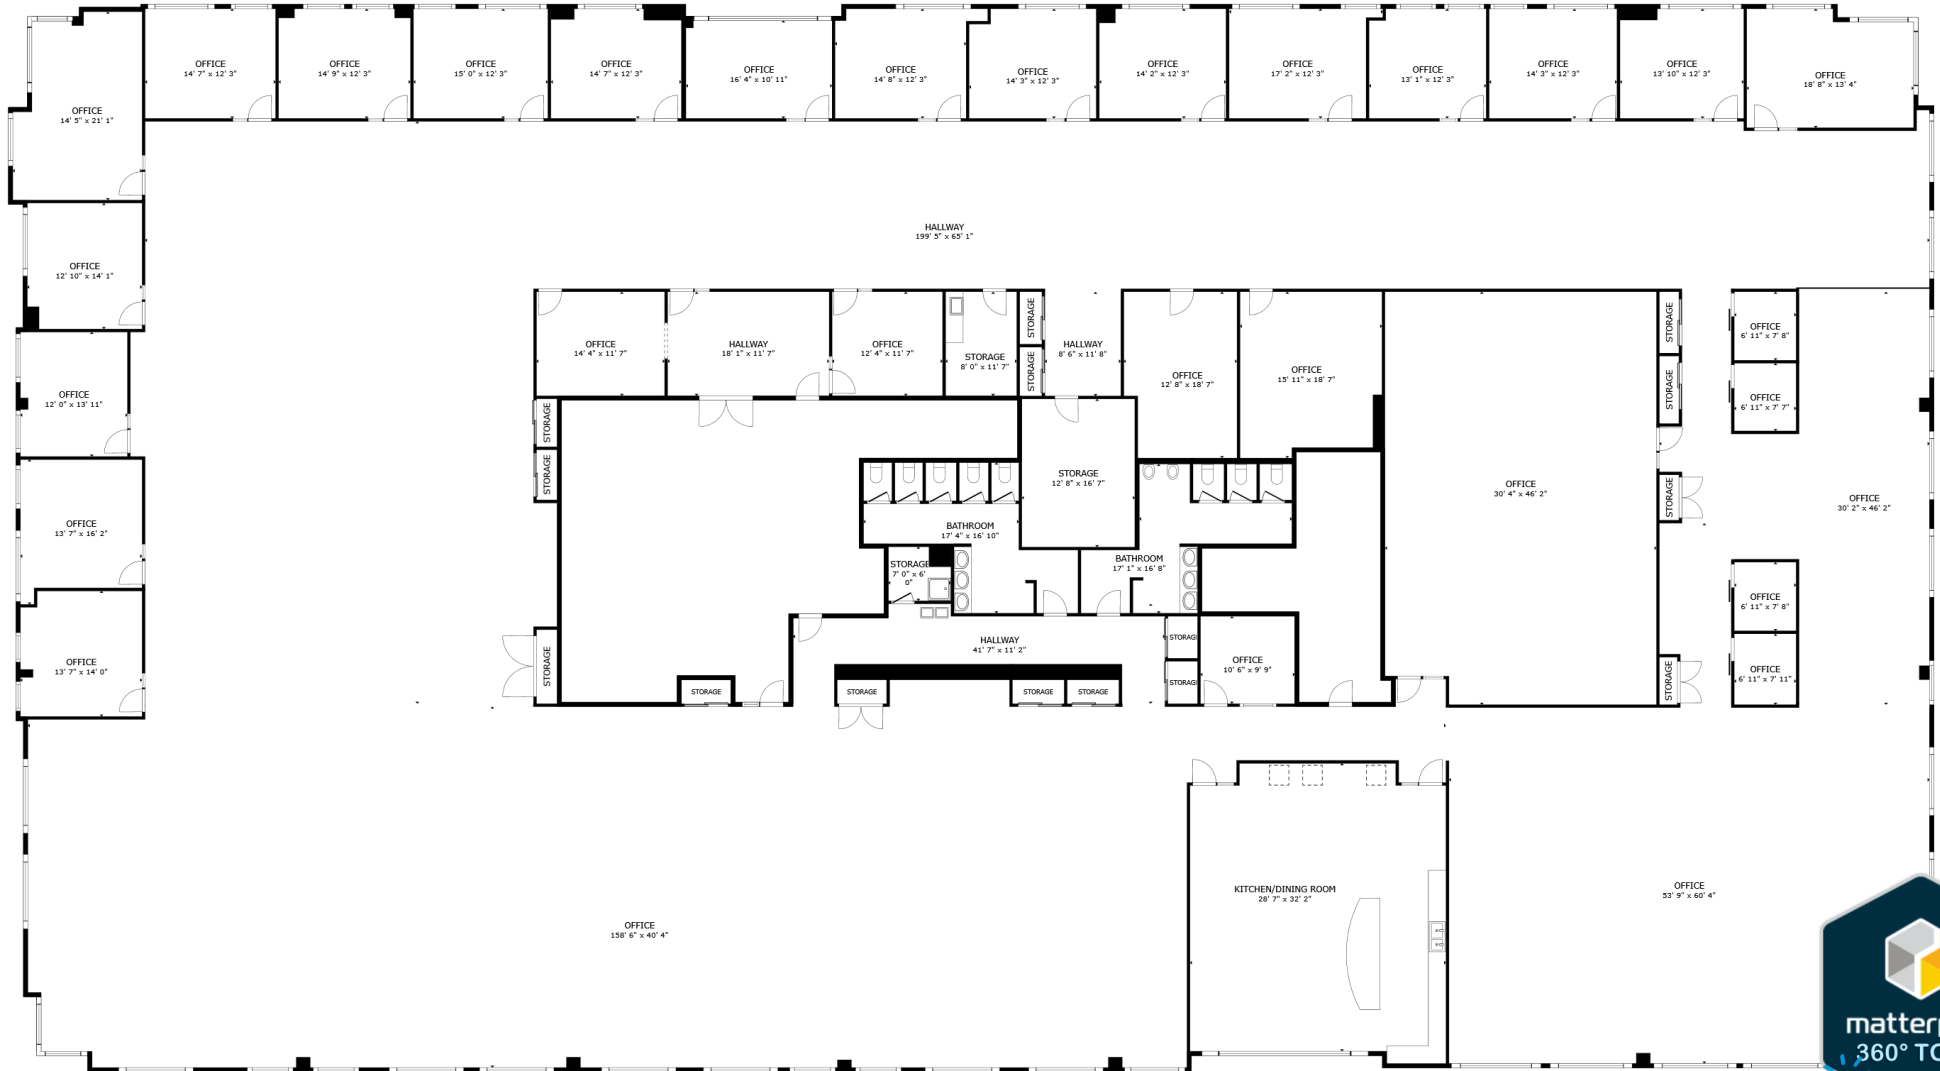 OFFICE
14' 5" x 21' 1"
OFFICE
14' 7" x 12' 3"
OFFICE
14' 9" x 12' 3"
OFFICE
15' 0" x 12' 3"
OFFICE
14' 7" x 12' 3"
OFFICE
16' 4" x 10' 11"
OFFICE
14' 8" x 12' 3"
OFFICE
14' 3" x 12' 3"
OFFICE
14' 2" x 12' 3"
OFFICE
17' 2" x 12' 3"
OFFICE
13' 1" x 12' 3"
OFFICE
14' 3" x 12' 3"
OFFICE
13' 10" x 12' 3"
OFFICE
18' 8" x 13' 4"
HALLWAY
199' 5" x 65' 1"
OFFICE
12' 10" x 14' 1"
OFFICE
12' 0" x 13' 11"
OFFICE
13' 7" x 16' 2"
OFFICE
13' 7" x 14' 0"
OFFICE
14' 4" x 11' 7"
HALLWAY
18' 1" x 11' 7"
OFFICE
12' 4" x 11' 7"
STORAGE
8' 0" x 11' 7"
STORAGE
STORAGE
HALLWAY
8' 6" x 11' 8"
OFFICE
12' 8" x 18' 7"
OFFICE
15' 11" x 18' 7"
STORAGE
STORAGE
OFFICE
6' 11" x 7' 8"
OFFICE
6' 11" x 7' 7"
STORAGE
STORAGE
STORAGE
12' 8" x 16' 7"
OFFICE
30' 4" x 46' 2"
STORAGE
OFFICE
30' 2" x 46' 2"
BATHROOM
17' 4" x 16' 10"
BATHROOM
17' 1" x 16' 8"
STORAGE
7' 0" x 6'
0"
OFFICE
6' 11" x 7' 8"
OFFICE
6' 11" x 7' 11"
STORAGE
HALLWAY
41' 7" x 11' 2"
STORAG
STORAG
OFFICE
10' 6" x 9' 9"
STORAGE
STORAGE
STORAGE
STORAGE
STORAGE
KITCHEN/DINING ROOM
28' 7" x 32' 2"
OFFICE
53' 9" x 60' 4"
OFFICE
158' 6" x 40' 4"
matterp
360° TO